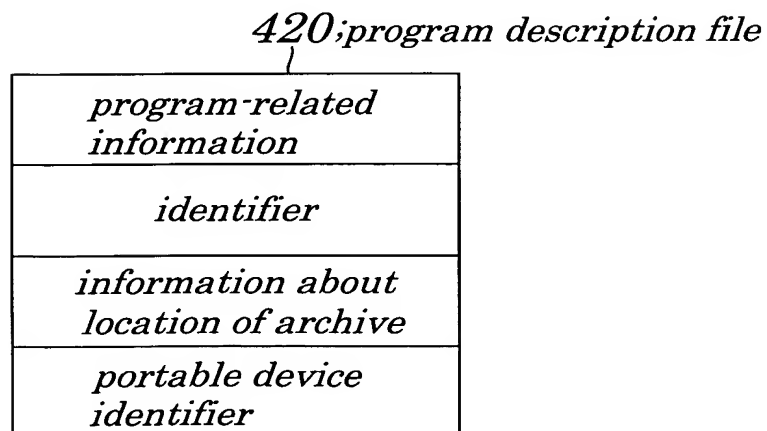 420;program description file
program-related
information
identifier
information about
location of archive
portable device
identifier